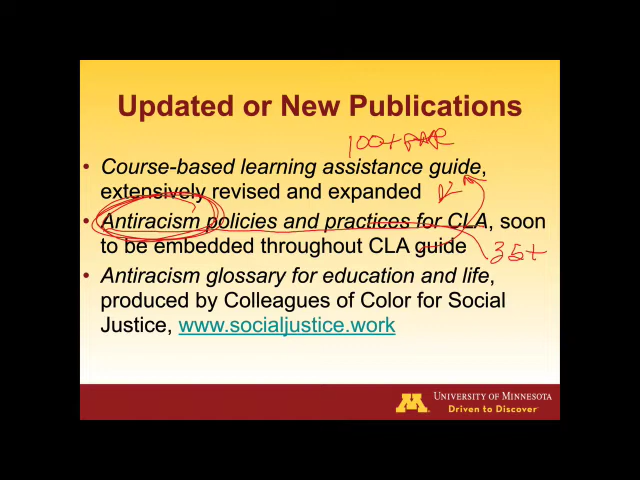 Updated or New Publications
100+ page
• Course-based learning assistance guide,
extensively revised and expanded
• Antiracism policies and practices for CLA, soon
to be embedded throughout CLA guide
35+
• Antiracism glossary for education and life,
produced by Colleagues of Color for Social
Justice, www.socialjustice.work
M
UNIVERSITY OF MINNESOTA
Driven to Discover